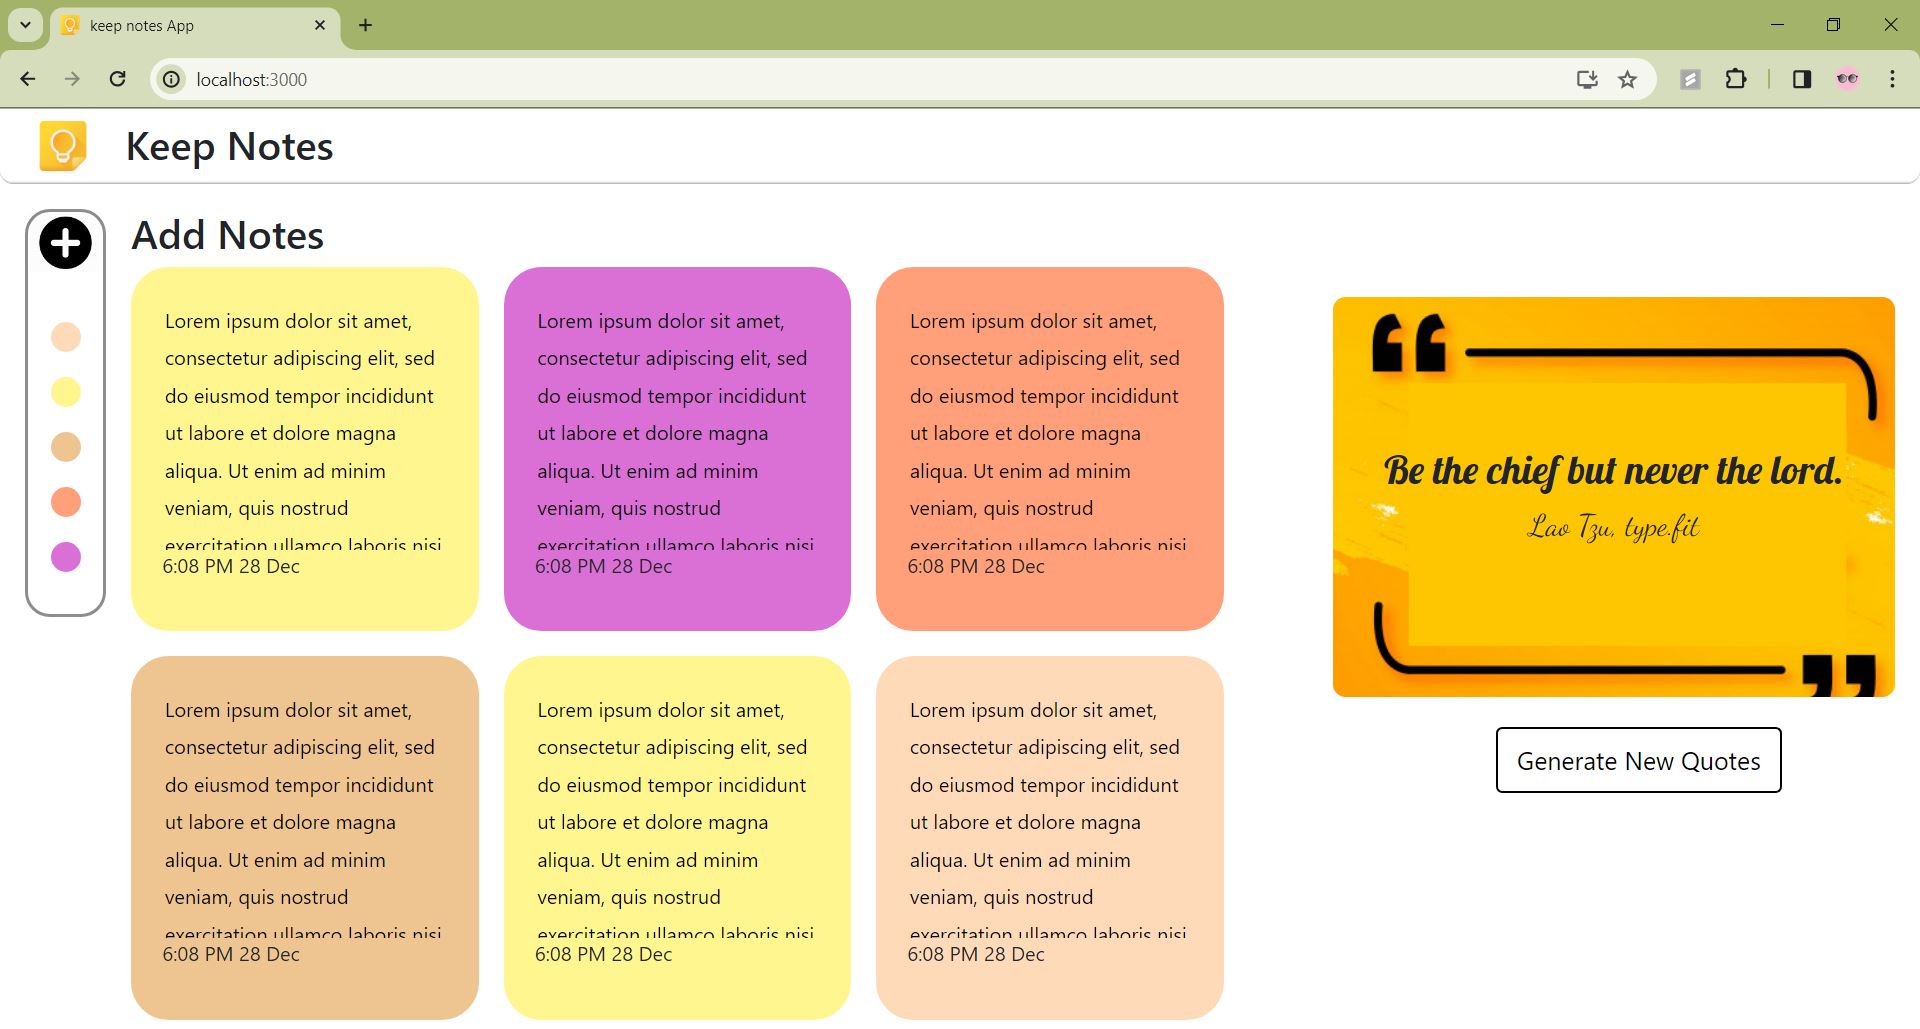 keep notes App
localhost:3000
Keep Notes
Add Notes
Lorem ipsum dolor sit amet,
consectetur adipiscing elit, sed
do eiusmod tempor incididunt
ut labore et dolore magna
aliqua. Ut enim ad minim
veniam, quis nostrud
exercitation ullamco laboris nisi
6:08 PM 28 Dec
Lorem ipsum dolor sit amet,
consectetur adipiscing elit, sed
do eiusmod tempor incididunt
ut labore et dolore magna
aliqua. Ut enim ad minim
veniam, quis nostrud
exercitation ullamco laboris nisi
6:08 PM 28 Dec
Lorem ipsum dolor sit amet,
consectetur adipiscing elit, sed
do eiusmod tempor incididunt
ut labore et dolore magna
aliqua. Ut enim ad minim
veniam, quis nostrud
exercitation ullamco laboris nisi
6:08 PM 28 Dec
Lorem ipsum dolor sit amet,
consectetur adipiscing elit, sed
do eiusmod tempor incididunt
ut labore et dolore magna
aliqua. Ut enim ad minim
veniam, quis nostrud
exercitation ullamco laboris nisi
6:08 PM 28 Dec
Lorem ipsum dolor sit amet,
consectetur adipiscing elit, sed
do eiusmod tempor incididunt
ut labore et dolore magna
aliqua. Ut enim ad minim
veniam, quis nostrud
exercitation ullamco laboris nisi
6:08 PM 28 Dec
Lorem ipsum dolor sit amet,
consectetur adipiscing elit, sed
do eiusmod tempor incididunt
ut labore et dolore magna
aliqua. Ut enim ad minim
veniam, quis nostrud
exercitation ullamco laboris nisi
6:08 PM 28 Dec
Be the chief but never the lord.
Lao Tzu, type.fit
Generate New Quotes